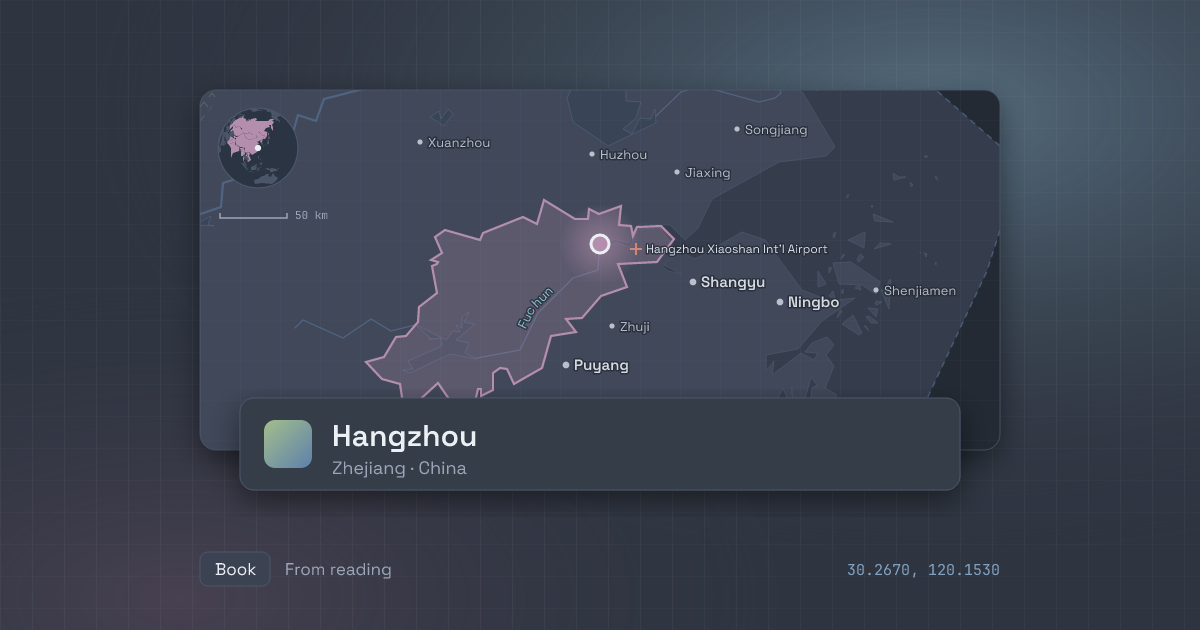 Songjiang
Xuanzhou
Huzhou
Jiaxing
50 km
Hangzhou Xiaoshan Int'l Airport
Shangyu
Shenjiamen
Ningbo
Fuchun
Zhuji
Puyang
Hangzhou
Zhejiang · China
Book
From reading
30.2670, 120.1530